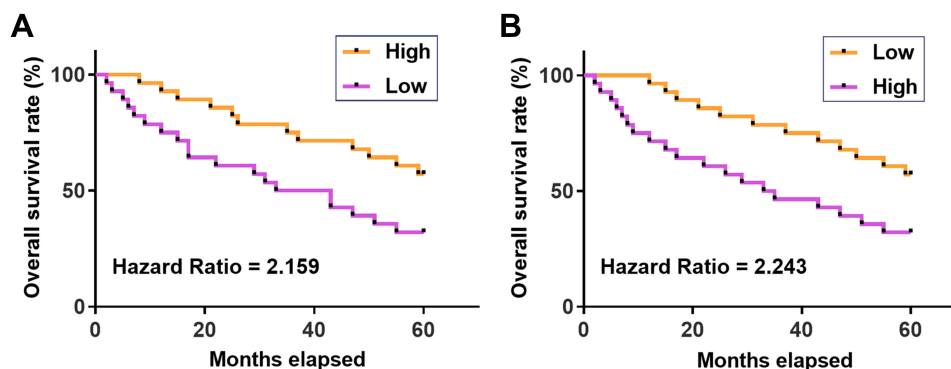 A
Overall survival rate (%)
100
50
0
High
Low
Hazard Ratio = 2.159
0
20
40
60
Months elapsed
B
Overall survival rate (%)
100
50
0
Low
High
Hazard Ratio = 2.243
0
20
40
60
Months elapsed